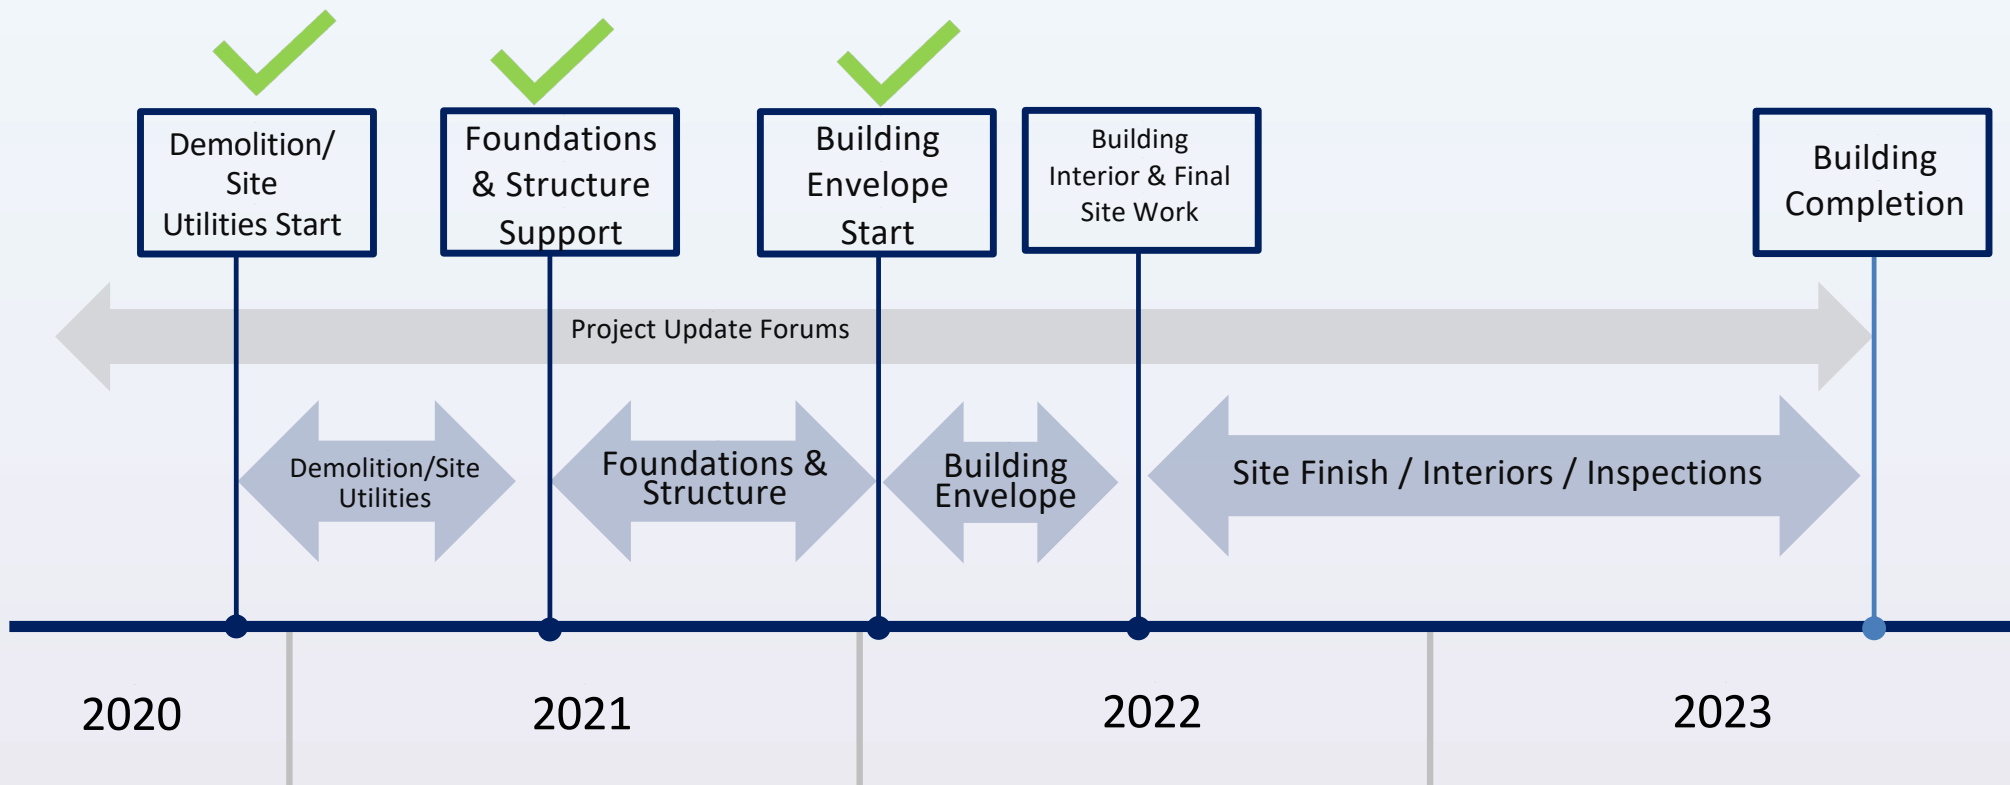 Demolition/
Site
Utilities Start
Foundations
& Structure
Support
Building
Envelope
Start
Building
Interior & Final
Site Work
Building
Completion
Project Update Forums
Demolition/Site
Utilities
Foundations &
Structure
Building
Envelope
Site Finish / Interiors / Inspections
2020
2021
2022
2023